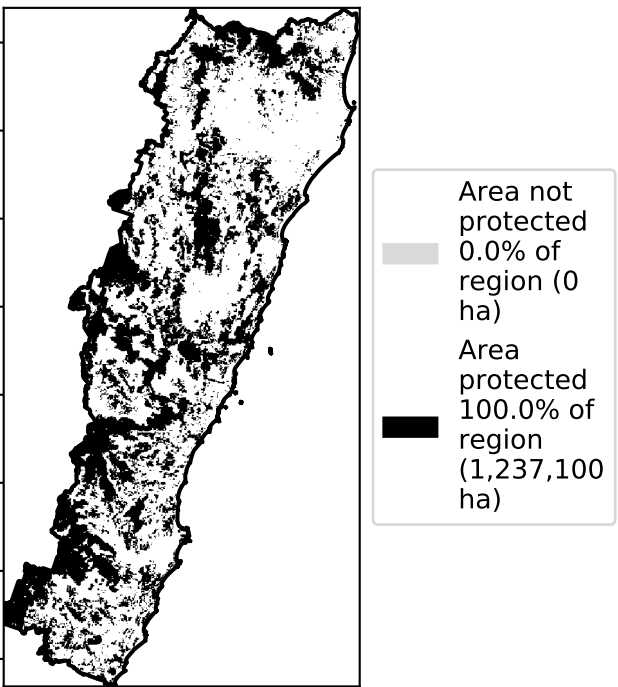 Area not
protected
0.0% of
region (0
ha)
Area
protected
100.0% of
region
(1,237,100
ha)